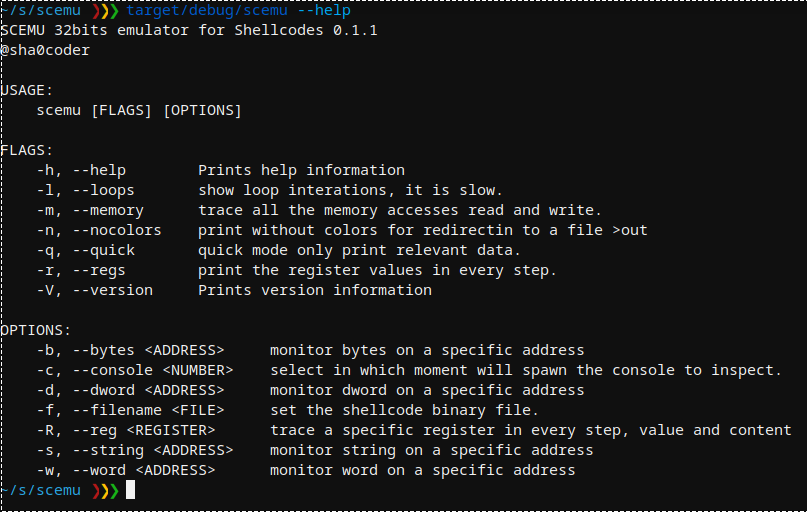 ~/s/scemu ❯❯❯ target/debug/scemu --help
SCEMU 32bits emulator for Shellcodes 0.1.1
@sha0coder

USAGE:
    scemu [FLAGS] [OPTIONS]

FLAGS:
    -h, --help        Prints help information
    -l, --loops       show loop interations, it is slow.
    -m, --memory      trace all the memory accesses read and write.
    -n, --nocolors    print without colors for redirectin to a file >out
    -q, --quick       quick mode only print relevant data.
    -r, --regs        print the register values in every step.
    -V, --version     Prints version information

OPTIONS:
    -b, --bytes <ADDRESS>     monitor bytes on a specific address
    -c, --console <NUMBER>    select in which moment will spawn the console to inspect.
    -d, --dword <ADDRESS>     monitor dword on a specific address
    -f, --filename <FILE>     set the shellcode binary file.
    -R, --reg <REGISTER>      trace a specific register in every step, value and content
    -s, --string <ADDRESS>    monitor string on a specific address
    -w, --word <ADDRESS>      monitor word on a specific address
~/s/scemu ❯❯❯